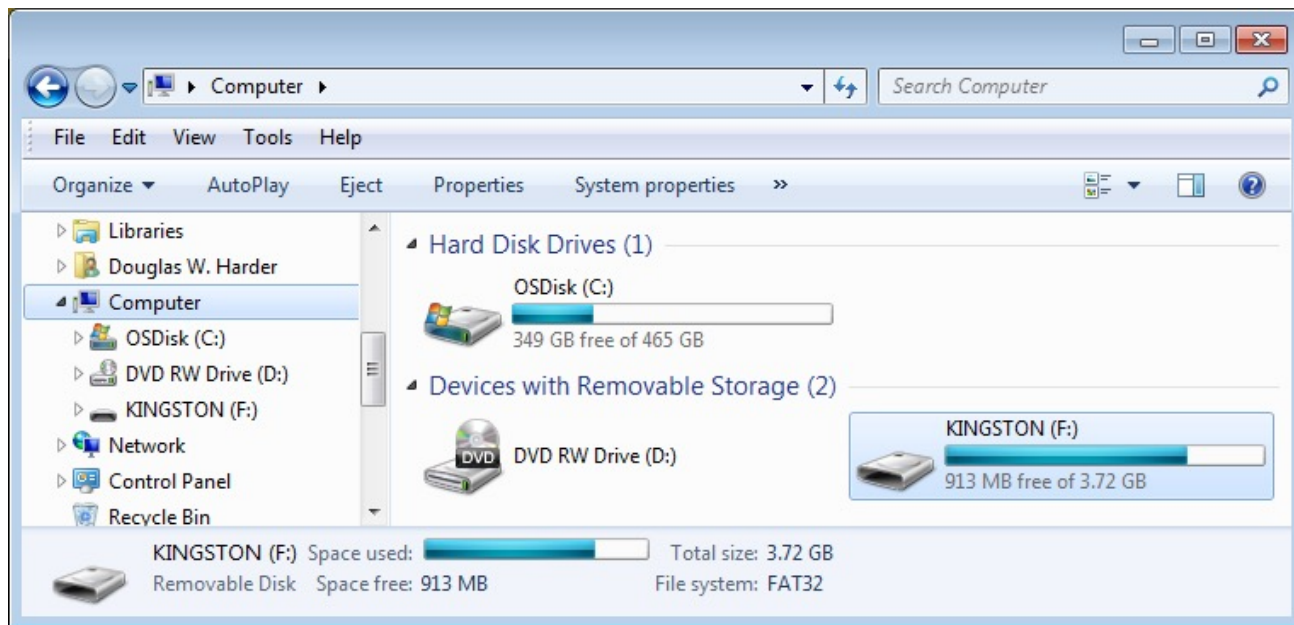 Computer
Search Computer
File Edit View Tools Help
Organize AutoPlay Eject Properties System properties »
Libraries
Douglas W. Harder
Computer
OSDisk (C:)
DVD RW Drive (D:)
KINGSTON (F:)
Network
Control Panel
Recycle Bin
Hard Disk Drives (1)
OSDisk (C:)
349 GB free of 465 GB
Devices with Removable Storage (2)
DVD
DVD RW Drive (D:)
KINGSTON (F:)
913 MB free of 3.72 GB
KINGSTON (F:) Space used: Total size: 3.72 GB
Removable Disk Space free: 913 MB File system: FAT32